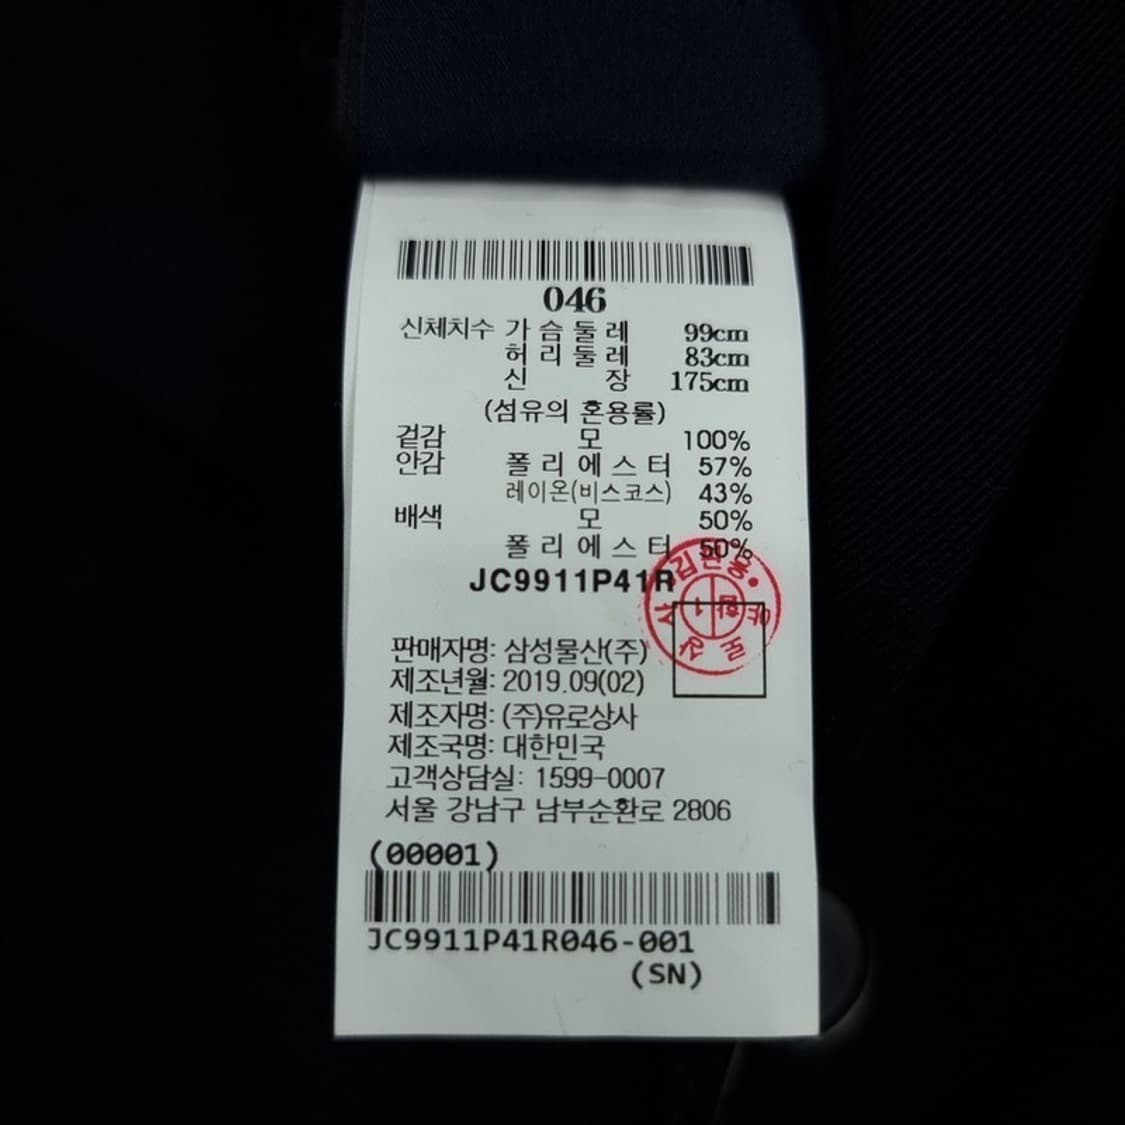 046
신체치수 가슴둘레 99cm
허리둘레 83cm
신 장 175cm
(섬유의 혼용률)
겉감 모 100%
안감 폴리에스터 57%
레이온(비스코스) 43%
배색 모 50%
폴리에스터 50%
JC9911P41R
판매자명: 삼성물산(주)
제조년월: 2019.09(02)
제조자명: (주)유로상사
제조국명: 대한민국
고객상담실: 1599-0007
서울 강남구 남부순환로 2806
(00001)
JC9911P41R046-001
(SN)